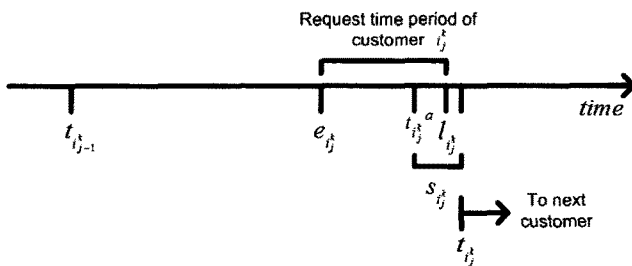 Request time period of
customer i_j^k
time
t_{i_{j-1}^k}
e_{i_j^k}
t_{i_j^k}^a
l_{i_j^k}
s_{i_j^k}
To next
customer
t_{i_j^k}